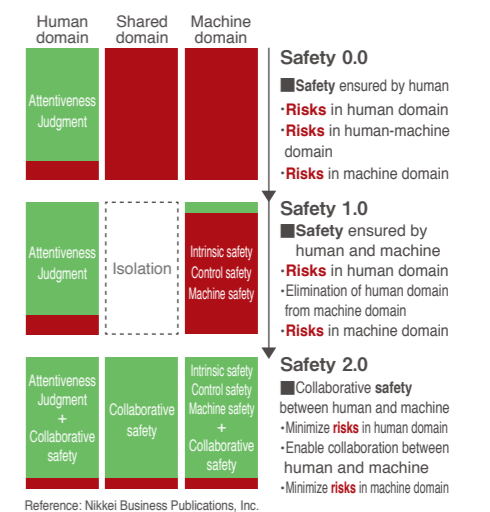 Human domain
Shared domain
Machine domain
Attentiveness
Judgment
Safety 0.0
■Safety ensured by human
·Risks in human domain
·Risks in human-machine
domain
·Risks in machine domain
Attentiveness
Judgment
Isolation
Intrinsic safety
Control safety
Machine safety
Safety 1.0
■Safety ensured by
human and machine
·Risks in human domain
·Elimination of human domain
from machine domain
·Risks in machine domain
Attentiveness
Judgment
+
Collaborative
safety
Collaborative
safety
Intrinsic safety
Control safety
Machine safety
+
Collaborative
safety
Safety 2.0
■Collaborative safety
between human and machine
·Minimize risks in human domain
·Enable collaboration between
human and machine
·Minimize risks in machine domain
Reference: Nikkei Business Publications, Inc.